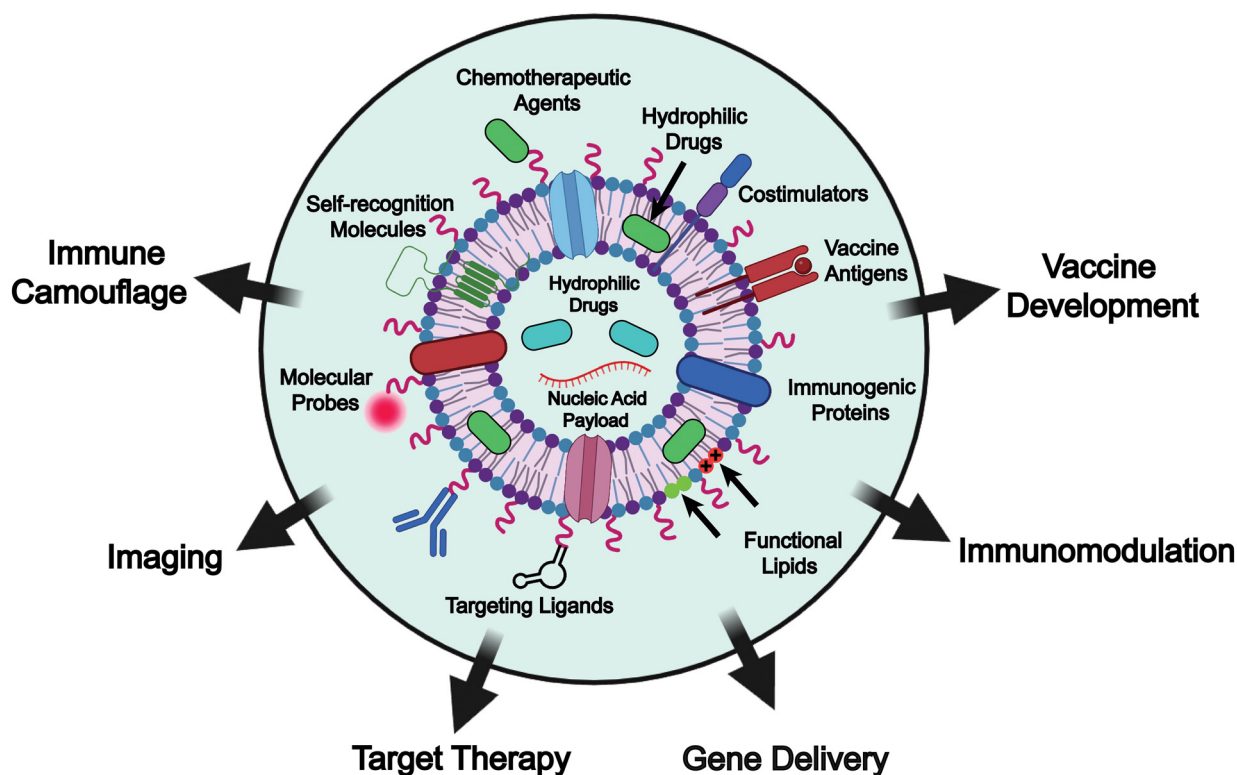 Chemotherapeutic
Agents
Hydrophilic
Drugs
Costimulators
Self-recognition
Molecules
Vaccine
Antigens
Immune
Camouflage
Vaccine
Development
Hydrophilic
Drugs
Molecular
Probes
Nucleic Acid
Payload
Immunogenic
Proteins
+
+
Functional
Lipids
Imaging
Immunomodulation
Targeting Ligands
Target Therapy
Gene Delivery